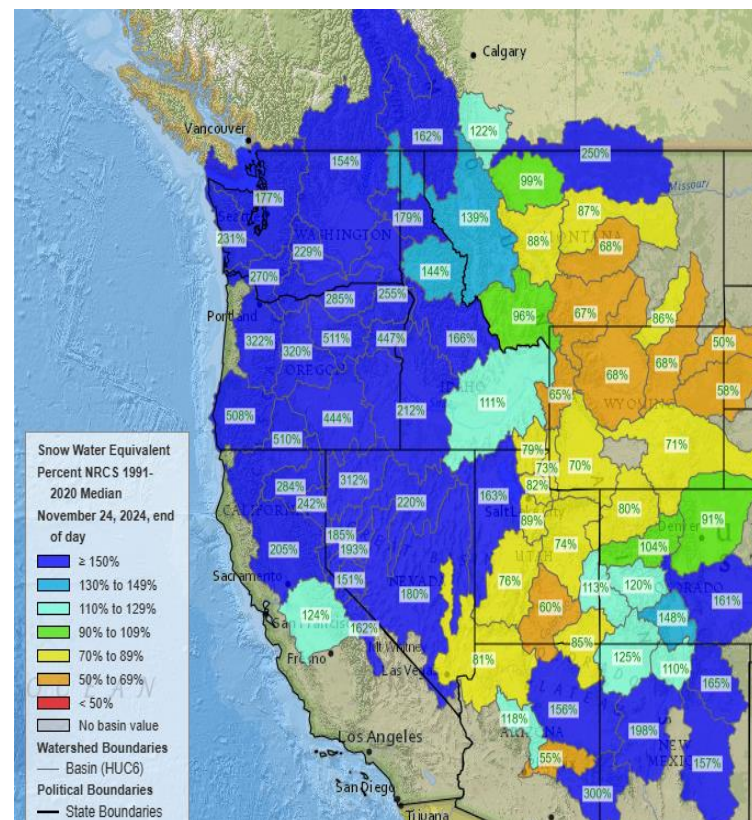 Calgary
Vancouver
122%
162%
154%
250%
99%
Missouri
177%
179%
139%
87%
231%
WASHINGTON
88%
MONTANA
68%
229%
144%
270%
255%
96%
67%
Portland
285%
86%
322%
511%
447%
166%
50%
320%
OREGON
68%
68%
IDAHO
65%
58%
111%
WYOMING
508%
444%
212%
510%
79%
71%
73%
70%
284%
312%
163%
82%
242%
220%
Salt Lake City
80%
CALIFORNIA
89%
91%
Denver
185%
74%
104%
205%
193%
UTAH
Sacramento
151%
76%
113%
120%
COLORADO
NEVADA
180%
60%
161%
124%
148%
San Francisco
162%
85%
Fresno
Mt Whitney
125%
Las Vegas
81%
110%
165%
118%
156%
ARIZONA
198%
Los Angeles
55%
NEW
MEXICO
157%
San Diego
300%
Tijuana
Snow Water Equivalent
Percent NRCS 1991-
2020 Median
November 24, 2024, end
of day
≥ 150%
130% to 149%
110% to 129%
90% to 109%
70% to 89%
50% to 69%
< 50%
No basin value
Watershed Boundaries
Basin (HUC6)
Political Boundaries
State Boundaries